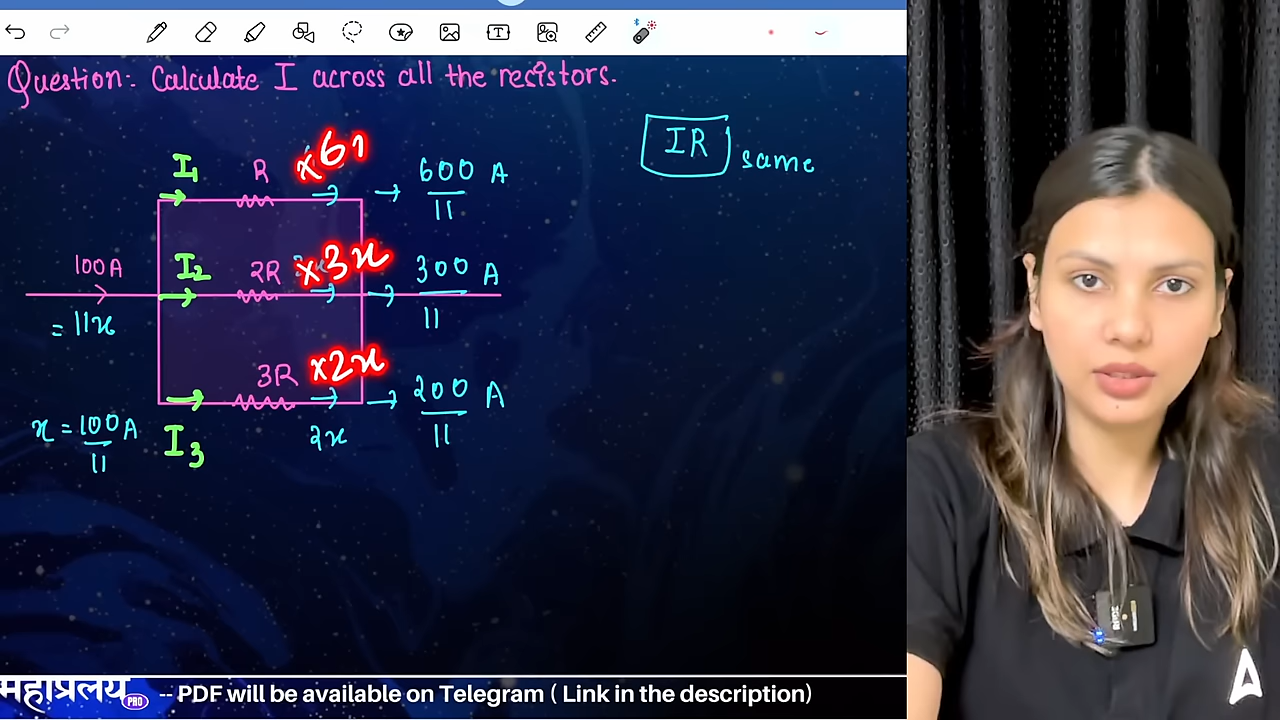 Question:- Calculate I across all the resistors.
IR same
I₁ R x6 → 600/11 A
100A I₂ 2R x3x → 300/11 A
= 11x
3R x2x → 200/11 A
x = 100/11 A I₃ 2x
महाप्रलय PRO -- PDF will be available on Telegram ( Link in the description)
RØDE